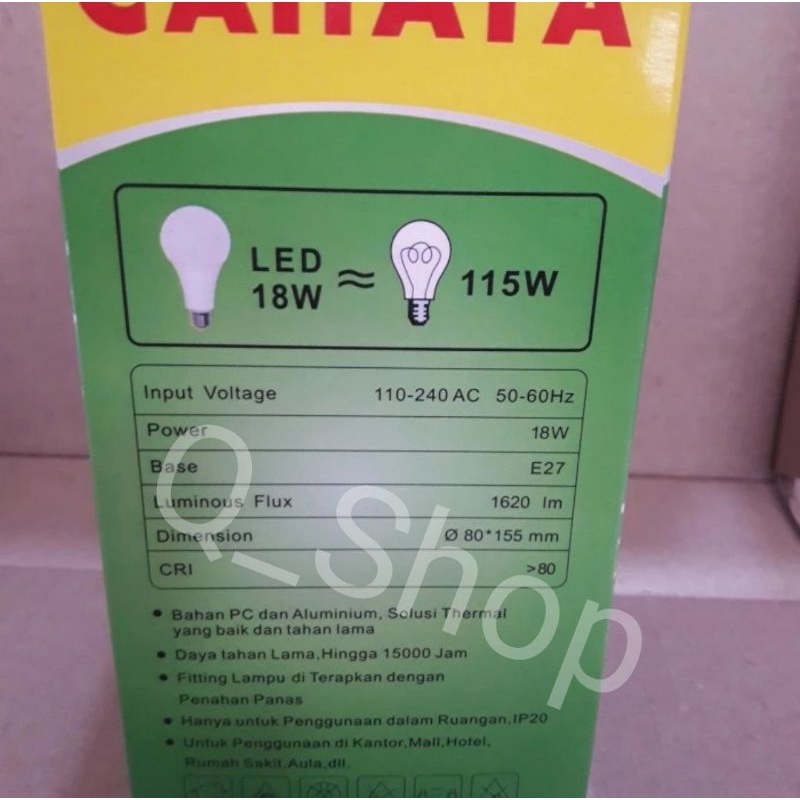 CAHAYA
LED
18W ≈ 115W
Input Voltage 110-240 AC 50-60Hz
Power 18W
Base E27
Luminous Flux 1620 lm
Dimension Ø 80*155 mm
CRI >80
• Bahan PC dan Aluminium, Solusi Thermal
yang baik dan tahan lama
• Daya tahan Lama,Hingga 15000 Jam
• Fitting Lampu di Terapkan dengan
Penahan Panas
• Hanya untuk Penggunaan dalam Ruangan,IP20
• Untuk Penggunaan di Kantor,Mall,Hotel,
Rumah Sakit,Aula,dll.
Q_Shop